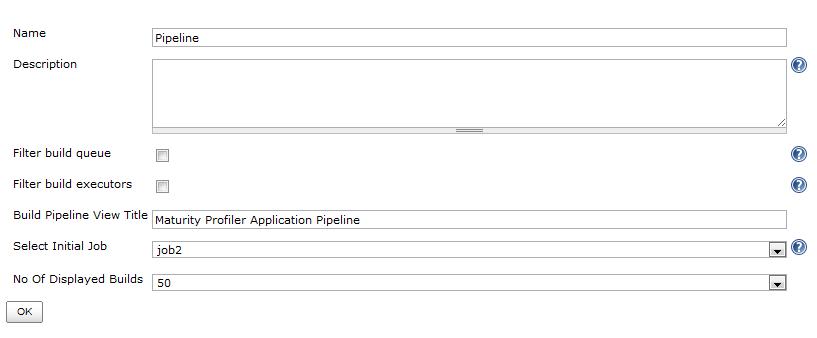 Name
Pipeline
Description
Filter build queue
Filter build executors
Build Pipeline View Title
Maturity Profiler Application Pipeline
Select Initial Job
job2
No Of Displayed Builds
50
OK